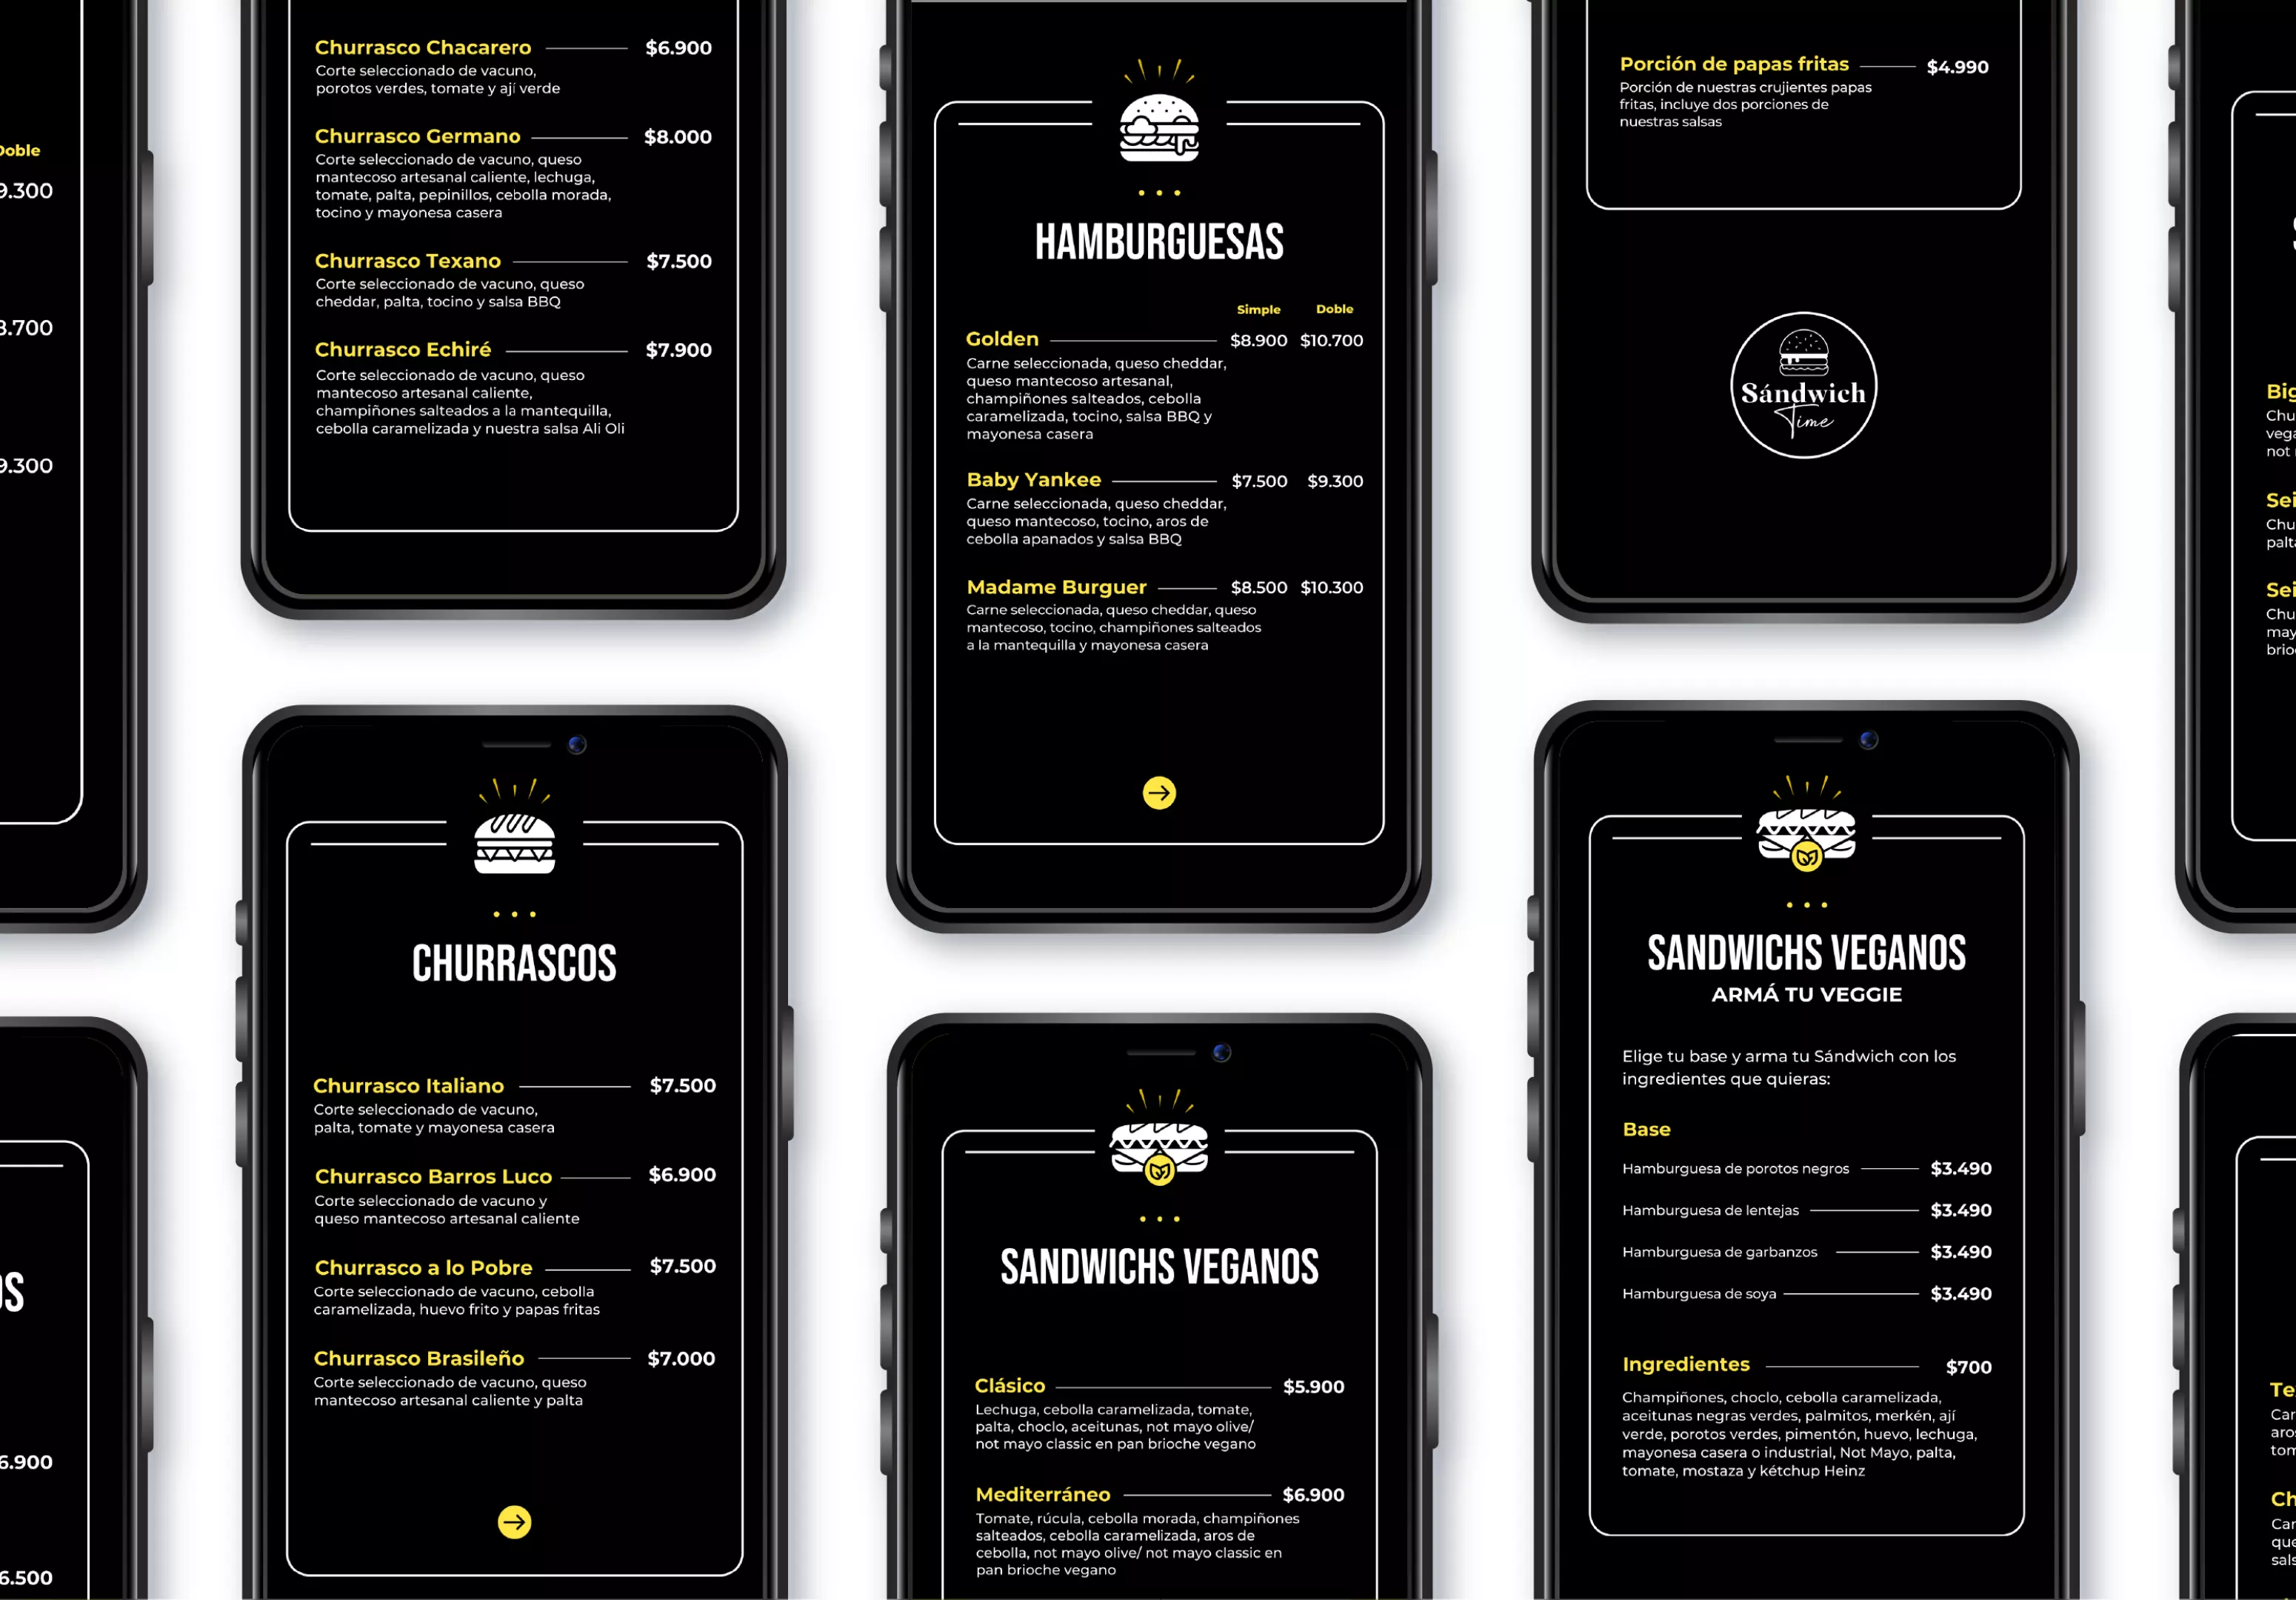 Doble
9.300
8.700
9.300
OS
6.900
6.500
Churrasco Chacarero $6.900
Corte seleccionado de vacuno,
porotos verdes, tomate y ají verde
Churrasco Germano $8.000
Corte seleccionado de vacuno, queso
mantecoso artesanal caliente, lechuga,
tomate, palta, pepinillos, cebolla morada,
tocino y mayonesa casera
Churrasco Texano $7.500
Corte seleccionado de vacuno, queso
cheddar, palta, tocino y salsa BBQ
Churrasco Echiré $7.900
Corte seleccionado de vacuno, queso
mantecoso artesanal caliente,
champiñones salteados a la mantequilla,
cebolla caramelizada y nuestra salsa Ali Oli
CHURRASCOS
Churrasco Italiano $7.500
Corte seleccionado de vacuno,
palta, tomate y mayonesa casera
Churrasco Barros Luco $6.900
Corte seleccionado de vacuno y
queso mantecoso artesanal caliente
Churrasco a lo Pobre $7.500
Corte seleccionado de vacuno, cebolla
caramelizada, huevo frito y papas fritas
Churrasco Brasileño $7.000
Corte seleccionado de vacuno, queso
mantecoso artesanal caliente y palta
HAMBURGUESAS
Simple Doble
Golden $8.900 $10.700
Carne seleccionada, queso cheddar,
queso mantecoso artesanal,
champiñones salteados, cebolla
caramelizada, tocino, salsa BBQ y
mayonesa casera
Baby Yankee $7.500 $9.300
Carne seleccionada, queso cheddar,
queso mantecoso, tocino, aros de
cebolla apanados y salsa BBQ
Madame Burguer $8.500 $10.300
Carne seleccionada, queso cheddar, queso
mantecoso, tocino, champiñones salteados
a la mantequilla y mayonesa casera
SANDWICHS VEGANOS
Clásico $5.900
Lechuga, cebolla caramelizada, tomate,
palta, choclo, aceitunas, not mayo olive/
not mayo classic en pan brioche vegano
Mediterráneo $6.900
Tomate, rúcula, cebolla morada, champiñones
salteados, cebolla caramelizada, aros de
cebolla, not mayo olive/ not mayo classic en
pan brioche vegano
Porción de papas fritas $4.990
Porción de nuestras crujientes papas
fritas, incluye dos porciones de
nuestras salsas
Sándwich
Time
SANDWICHS VEGANOS
ARMÁ TU VEGGIE
Elige tu base y arma tu Sándwich con los
ingredientes que quieras:
Base
Hamburguesa de porotos negros $3.490
Hamburguesa de lentejas $3.490
Hamburguesa de garbanzos $3.490
Hamburguesa de soya $3.490
Ingredientes $700
Champiñones, choclo, cebolla caramelizada,
aceitunas negras verdes, palmitos, merkén, ají
verde, porotos verdes, pimentón, huevo, lechuga,
mayonesa casera o industrial, Not Mayo, palta,
tomate, mostaza y kétchup Heinz
Big
Chu
vega
not
Sei
Chu
palt
Sei
Chu
may
brio
Te
Car
aros
tom
Ch
Car
que
sals